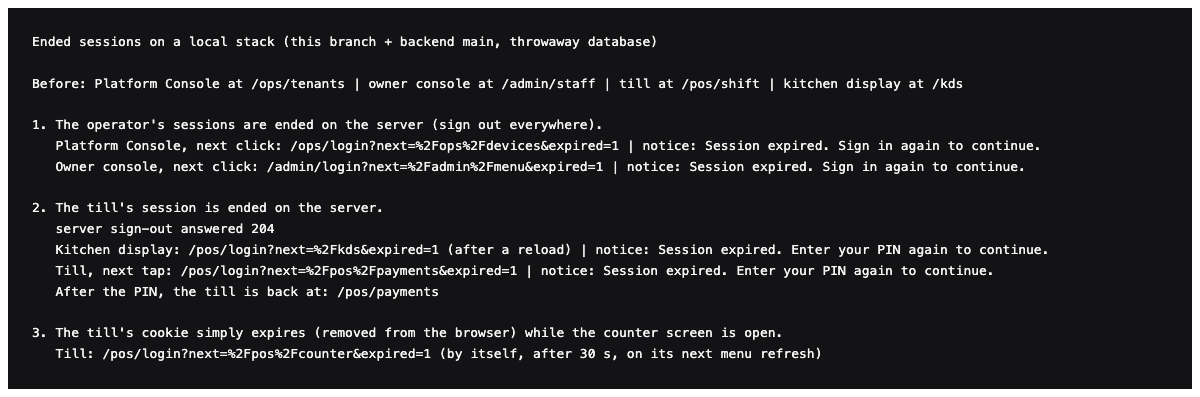 Ended sessions on a local stack (this branch + backend main, throwaway database)
Before: Platform Console at /ops/tenants | owner console at /admin/staff | till at /pos/shift | kitchen display at /kds
1. The operator's sessions are ended on the server (sign out everywhere).
Platform Console, next click: /ops/login?next=%2Fops%2Fdevices&expired=1 | notice: Session expired. Sign in again to continue.
Owner console, next click: /admin/login?next=%2Fadmin%2Fmenu&expired=1 | notice: Session expired. Sign in again to continue.
2. The till's session is ended on the server.
server sign-out answered 204
Kitchen display: /pos/login?next=%2Fkds&expired=1 (after a reload) | notice: Session expired. Enter your PIN again to continue.
Till, next tap: /pos/login?next=%2Fpos%2Fpayments&expired=1 | notice: Session expired. Enter your PIN again to continue.
After the PIN, the till is back at: /pos/payments
3. The till's cookie simply expires (removed from the browser) while the counter screen is open.
Till: /pos/login?next=%2Fpos%2Fcounter&expired=1 (by itself, after 30 s, on its next menu refresh)